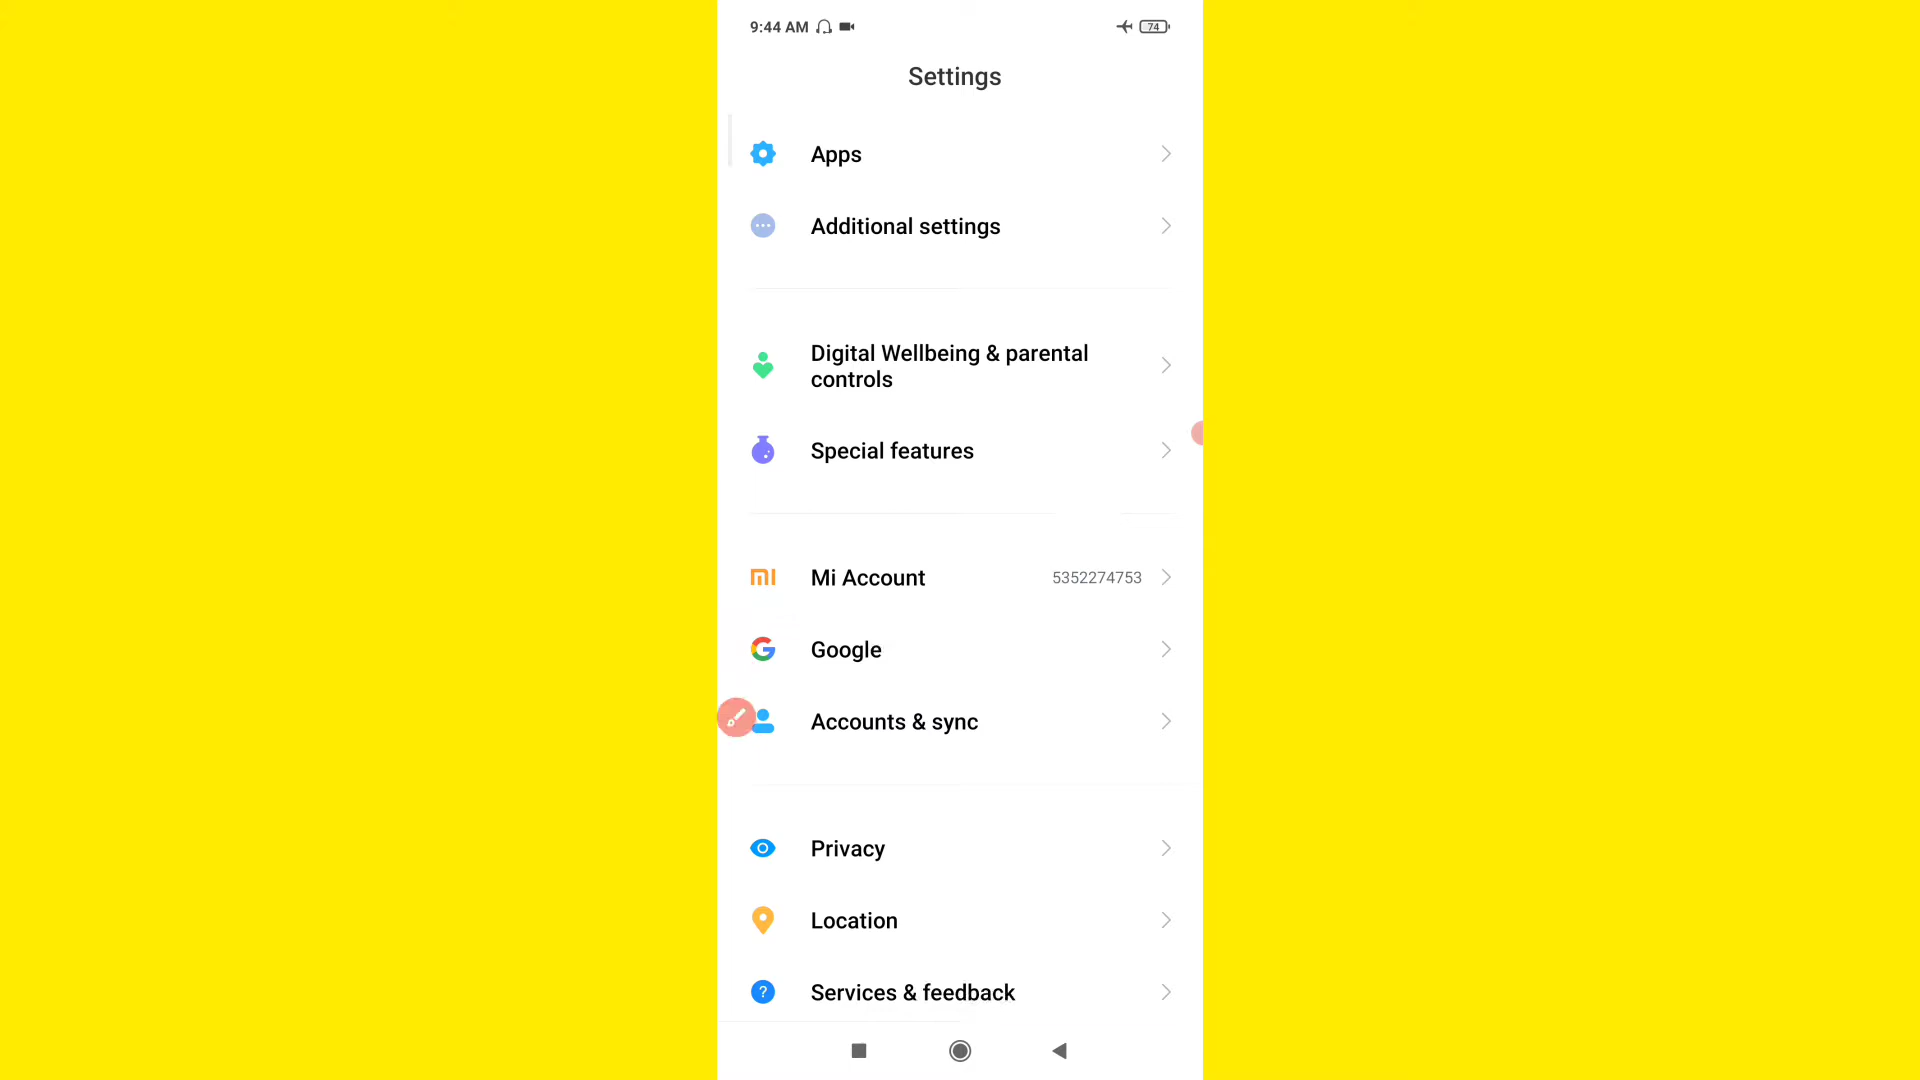 9:44 AM
74
Settings
Apps
Additional settings
Digital Wellbeing & parental
controls
Special features
Mi Account 5352274753
Google
Accounts & sync
Privacy
Location
Services & feedback